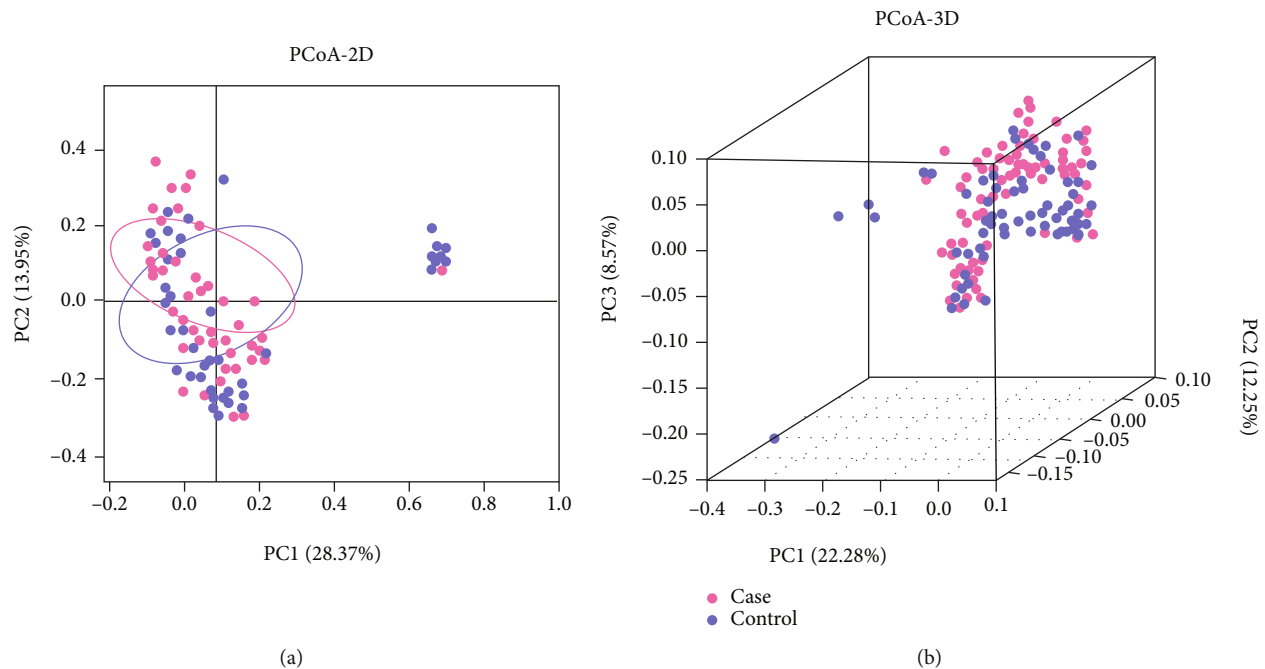 PCoA-2D
0.4
0.2
0.0
−0.2
−0.4
PC2 (13.95%)
−0.2 0.0 0.2 0.4 0.6 0.8 1.0
PC1 (28.37%)
(a)
PCoA-3D
0.10
0.05
0.00
−0.05
−0.10
−0.15
−0.20
−0.25
PC3 (8.57%)
−0.4 −0.3 −0.2 −0.1 0.0 0.1
PC1 (22.28%)
0.10
0.05
0.00
−0.05
−0.10
−0.15
PC2 (12.25%)
Case
Control
(b)